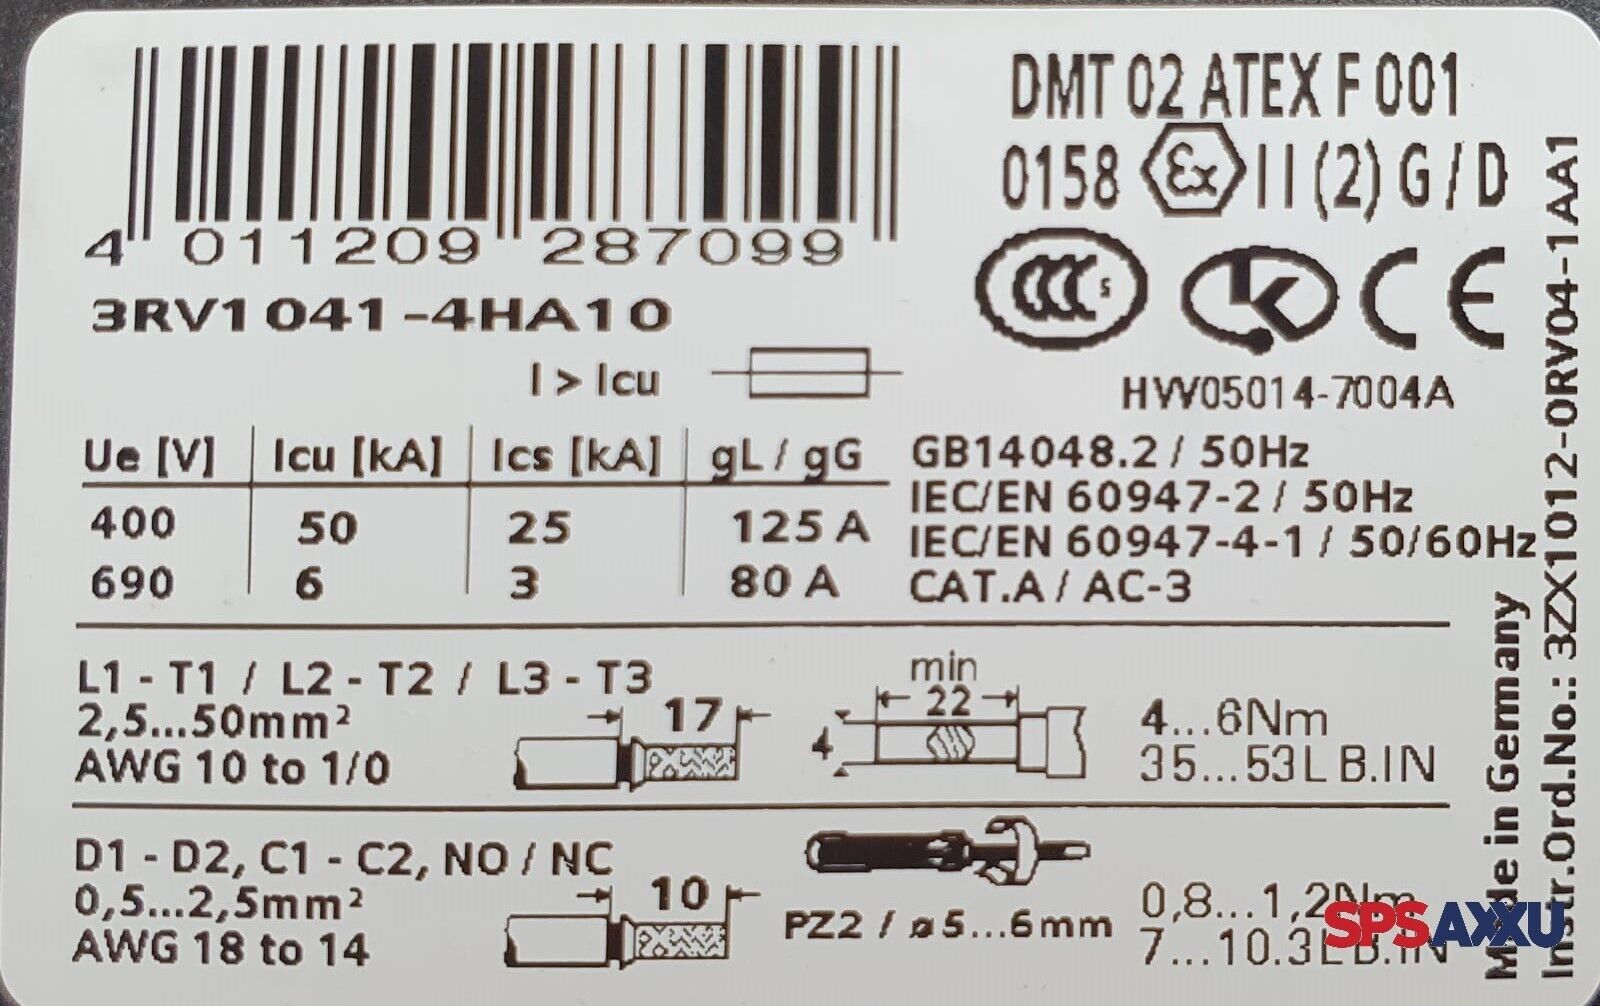 4 011209 287099
3RV1041-4HA10
I > Icu
Ue [V] Icu [kA] Ics [kA] gL / gG
400 50 25 125 A
690 6 3 80 A
DMT 02 ATEX F 001
0158 Ex II (2) G / D
CCC S K CE
HVV05014-7004A
GB14048.2 / 50Hz
IEC/EN 60947-2 / 50Hz
IEC/EN 60947-4-1 / 50/60Hz
CAT.A / AC-3
L1 - T1 / L2 - T2 / L3 - T3
2,5...50mm²
AWG 10 to 1/0
17
min
22
4
4...6Nm
35...53LB.IN
D1 - D2, C1 - C2, NO / NC
0,5...2,5mm²
AWG 18 to 14
10
PZ2 / ø5...6mm
0,8...1,2Nm
7...10.3LB.IN
Made in Germany
Instr.Ord.No.: 3ZX1012-0RV04-1AA1
SPSAXXU